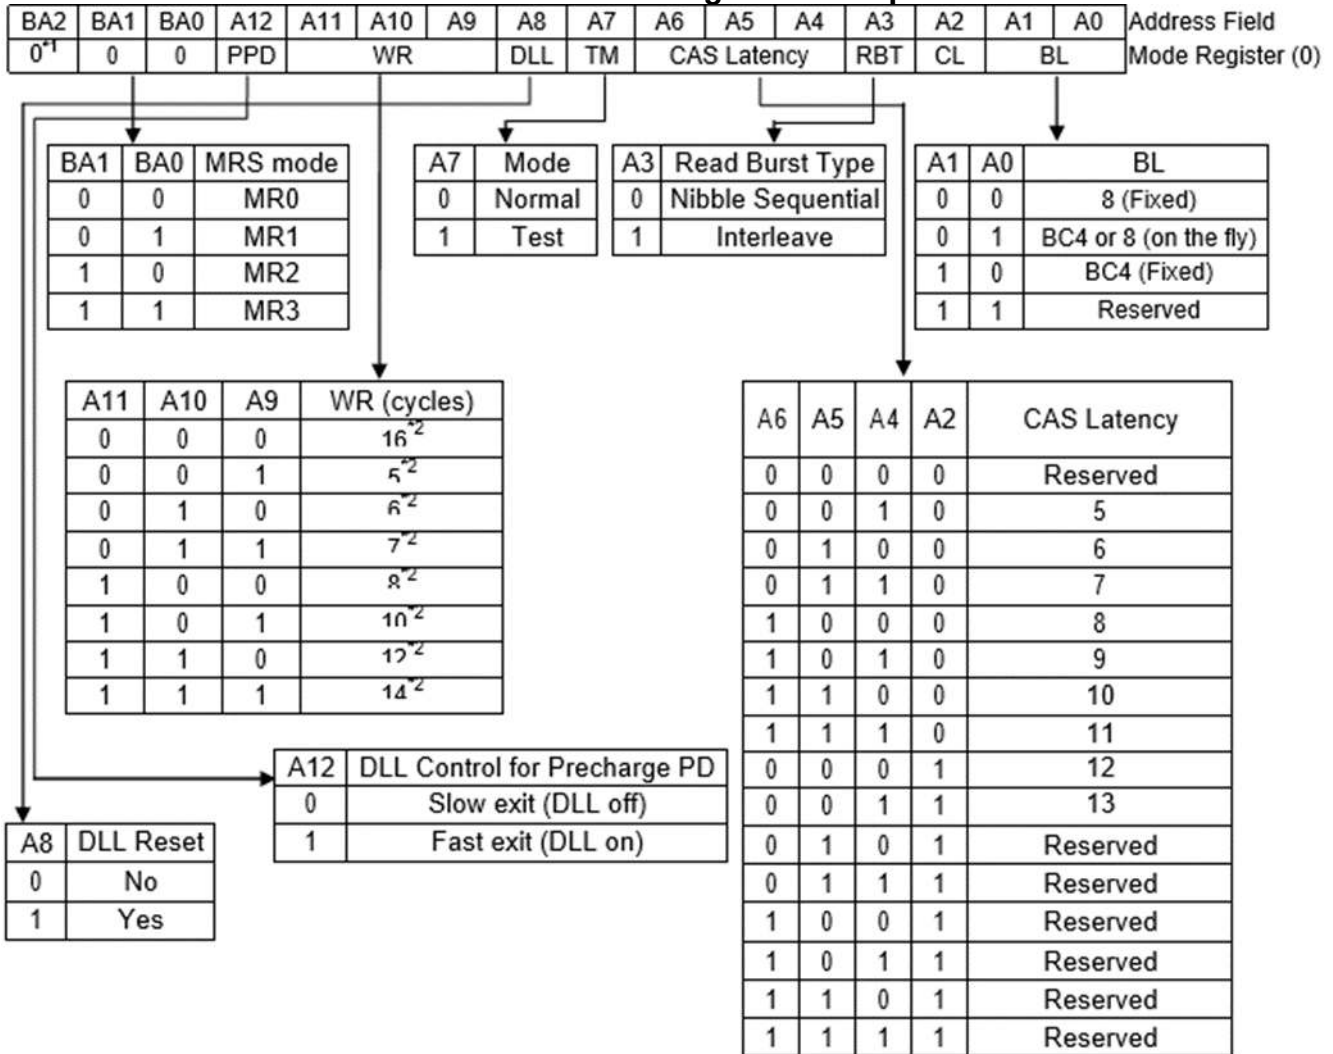 BA2 BA1 BA0 A12 A11 A10 A9 A8 A7 A6 A5 A4 A3 A2 A1 A0 Address Field
0*1 0 0 PPD WR DLL TM CAS Latency RBT CL BL Mode Register (0)
BA1 BA0 MRS mode
0 0 MR0
0 1 MR1
1 0 MR2
1 1 MR3
A7 Mode
0 Normal
1 Test
A3 Read Burst Type
0 Nibble Sequential
1 Interleave
A1 A0 BL
0 0 8 (Fixed)
0 1 BC4 or 8 (on the fly)
1 0 BC4 (Fixed)
1 1 Reserved
A11 A10 A9 WR (cycles)
0 0 0 16*2
0 0 1 5*2
0 1 0 6*2
0 1 1 7*2
1 0 0 8*2
1 0 1 10*2
1 1 0 12*2
1 1 1 14*2
A6 A5 A4 A2 CAS Latency
0 0 0 0 Reserved
0 0 1 0 5
0 1 0 0 6
0 1 1 0 7
1 0 0 0 8
1 0 1 0 9
1 1 0 0 10
1 1 1 0 11
0 0 0 1 12
0 0 1 1 13
0 1 0 1 Reserved
0 1 1 1 Reserved
1 0 0 1 Reserved
1 0 1 1 Reserved
1 1 0 1 Reserved
1 1 1 1 Reserved
A12 DLL Control for Precharge PD
0 Slow exit (DLL off)
1 Fast exit (DLL on)
A8 DLL Reset
0 No
1 Yes